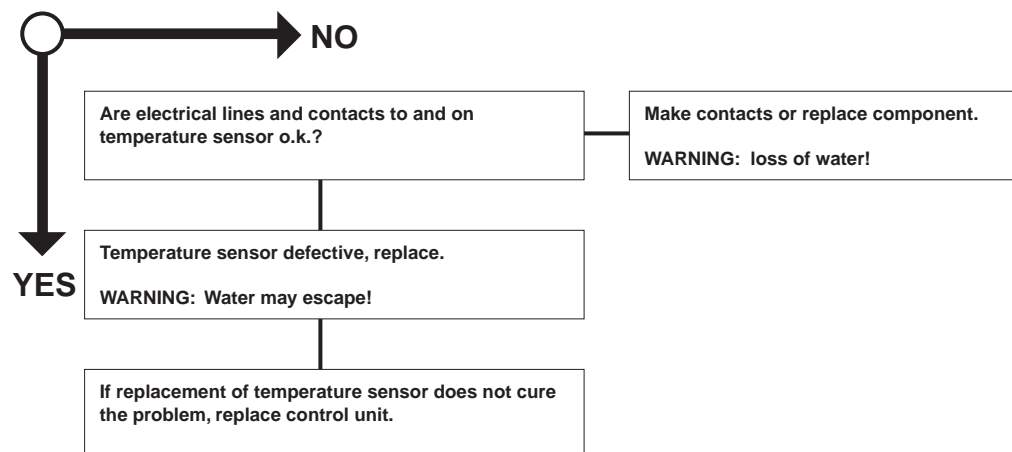 NO
Are electrical lines and contacts to and on
temperature sensor o.k.?
Make contacts or replace component.
WARNING: loss of water!
YES
Temperature sensor defective, replace.
WARNING: Water may escape!
If replacement of temperature sensor does not cure
the problem, replace control unit.